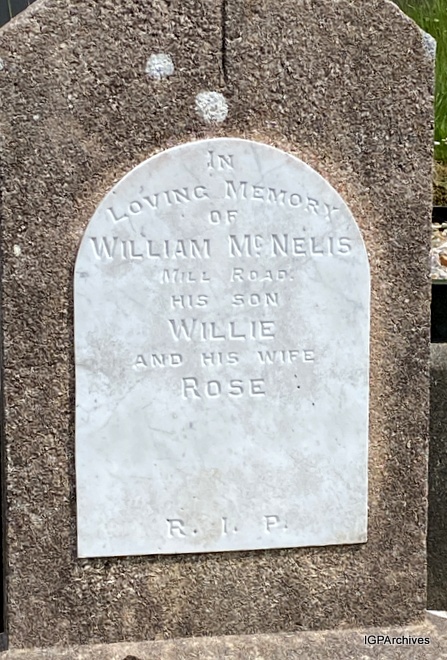 IN
LOVING MEMORY
OF
WILLIAM McNELIS
MILL ROAD.
HIS SON
WILLIE
AND HIS WIFE
ROSE
R. I. P.
IGPArchives